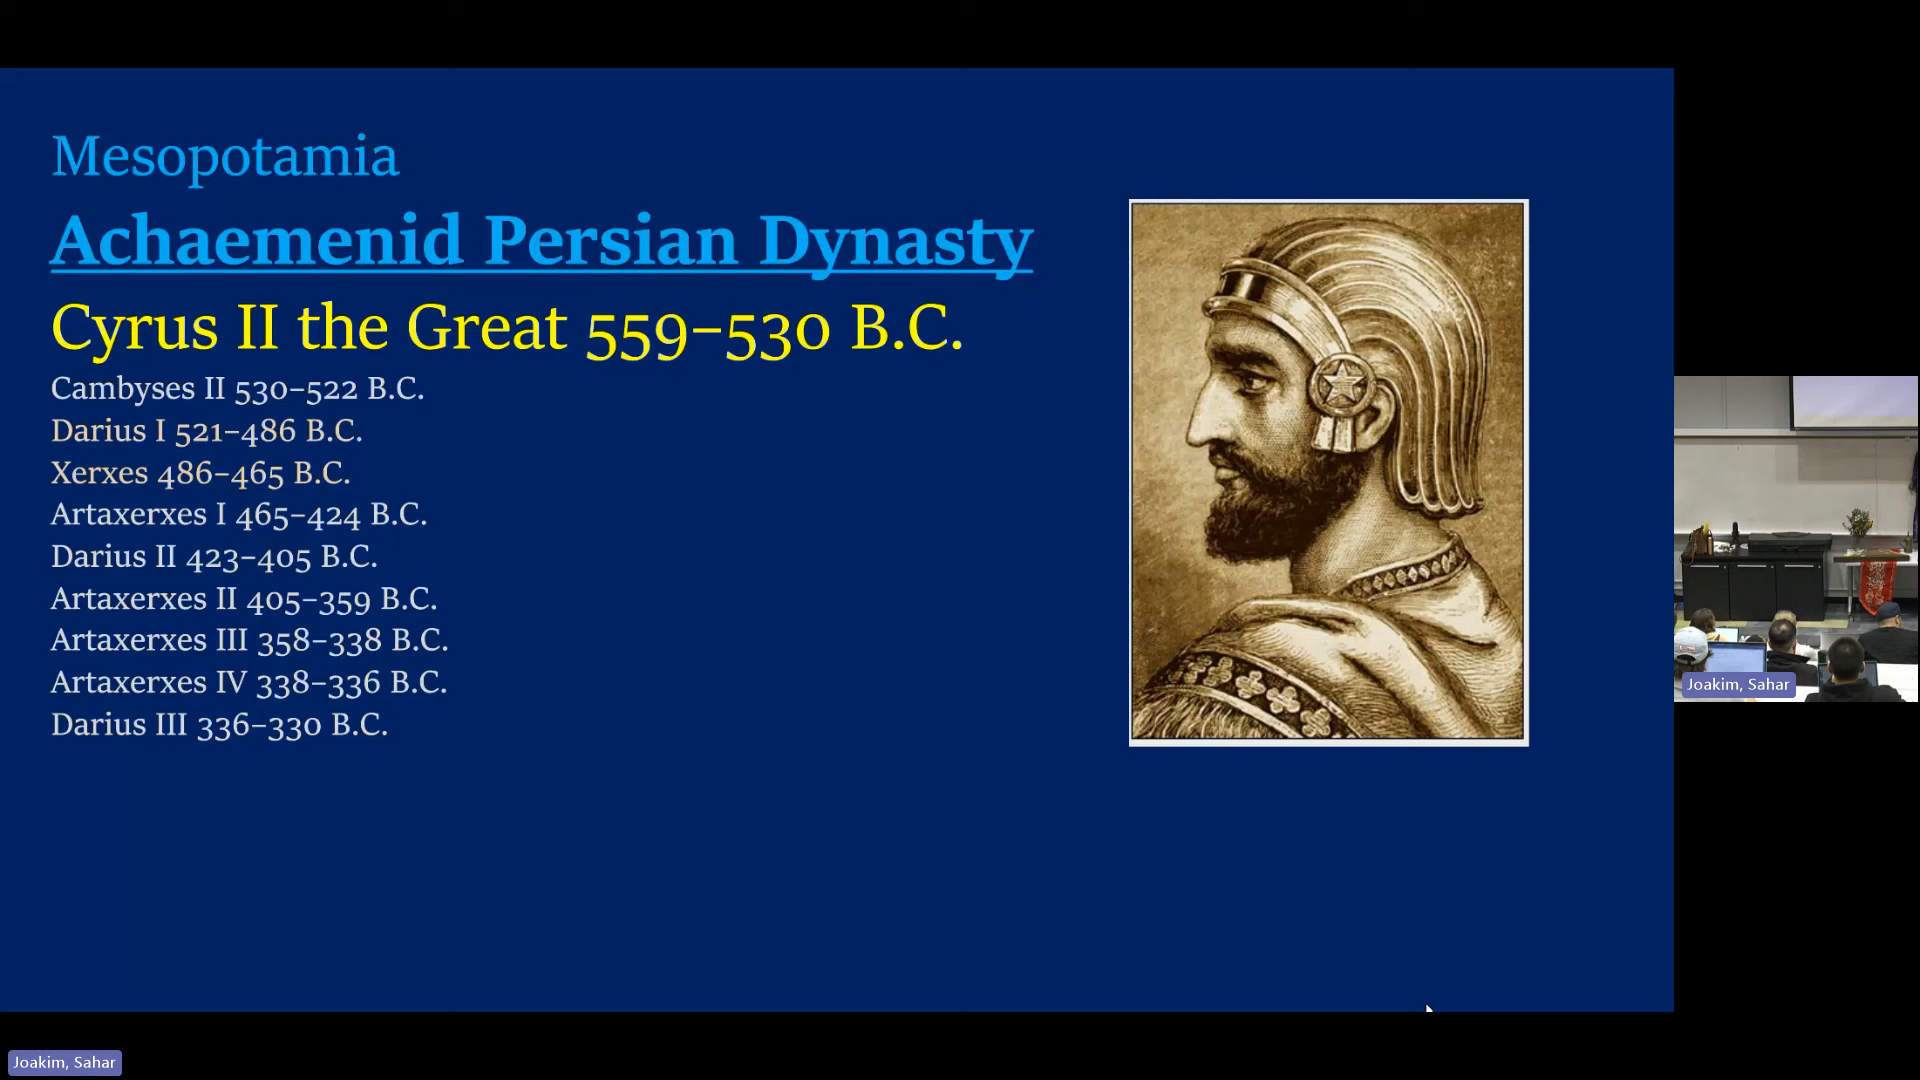 Mesopotamia
Achaemenid Persian Dynasty
Cyrus II the Great 559–530 B.C.
Cambyses II 530–522 B.C.
Darius I 521–486 B.C.
Xerxes 486–465 B.C.
Artaxerxes I 465–424 B.C.
Darius II 423–405 B.C.
Artaxerxes II 405–359 B.C.
Artaxerxes III 358–338 B.C.
Artaxerxes IV 338–336 B.C.
Darius III 336–330 B.C.
Joakim, Sahar
Joakim, Sahar